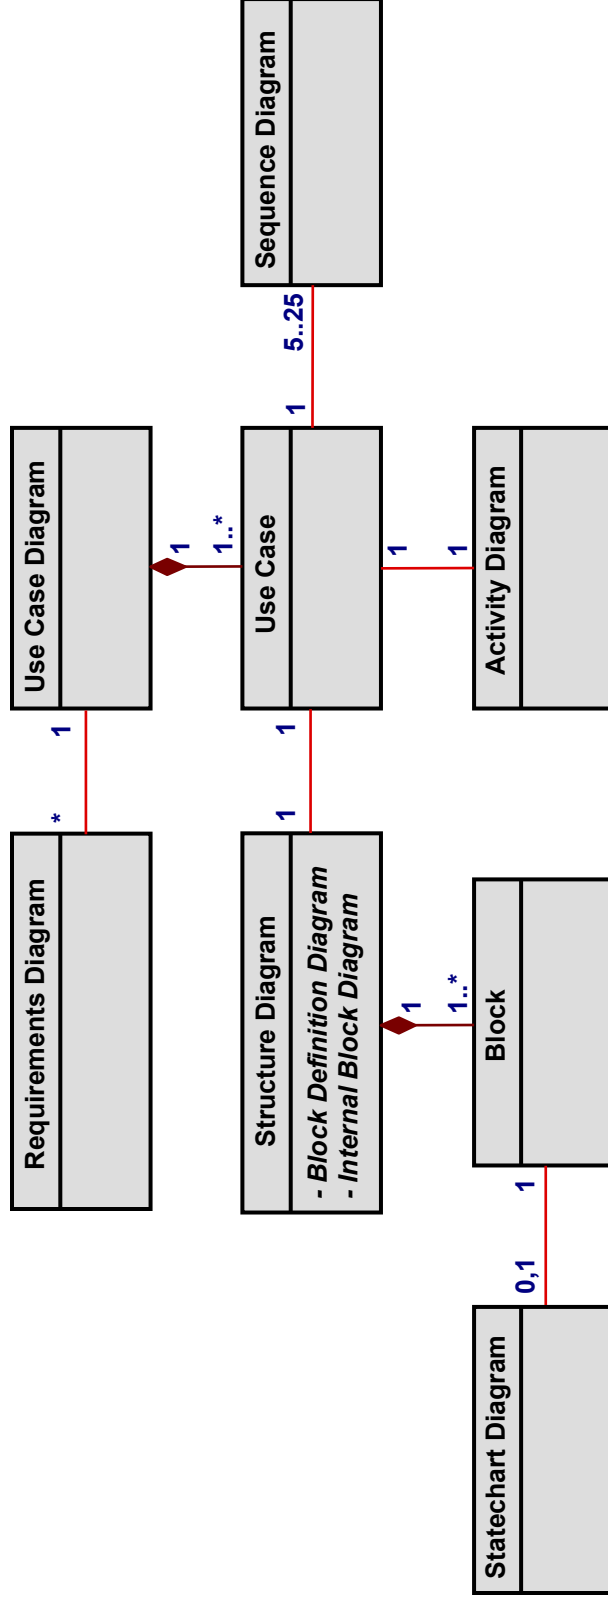 Requirements Diagram
*
1
Use Case Diagram
1
1..*
Structure Diagram
- Block Definition Diagram
- Internal Block Diagram
1
1
Use Case
1
5..25
Sequence Diagram
1
1..*
1
1
Statechart Diagram
0,1
1
Block
Activity Diagram